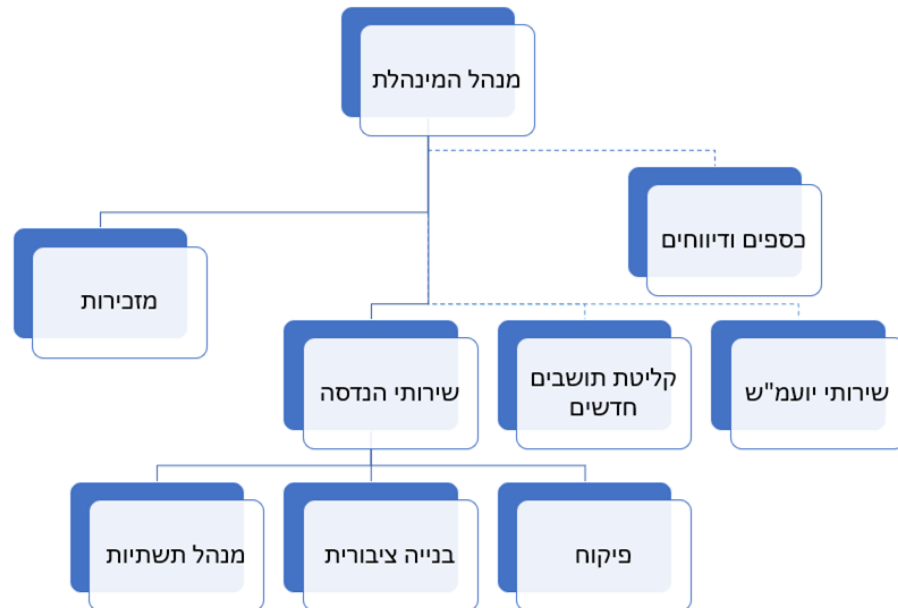 מנהל המינהלת
כספים ודיווחים
מזכירות
שירותי יועמ"ש
קליטת תושבים
חדשים
שירותי הנדסה
פיקוח
בנייה ציבורית
מנהל תשתיות